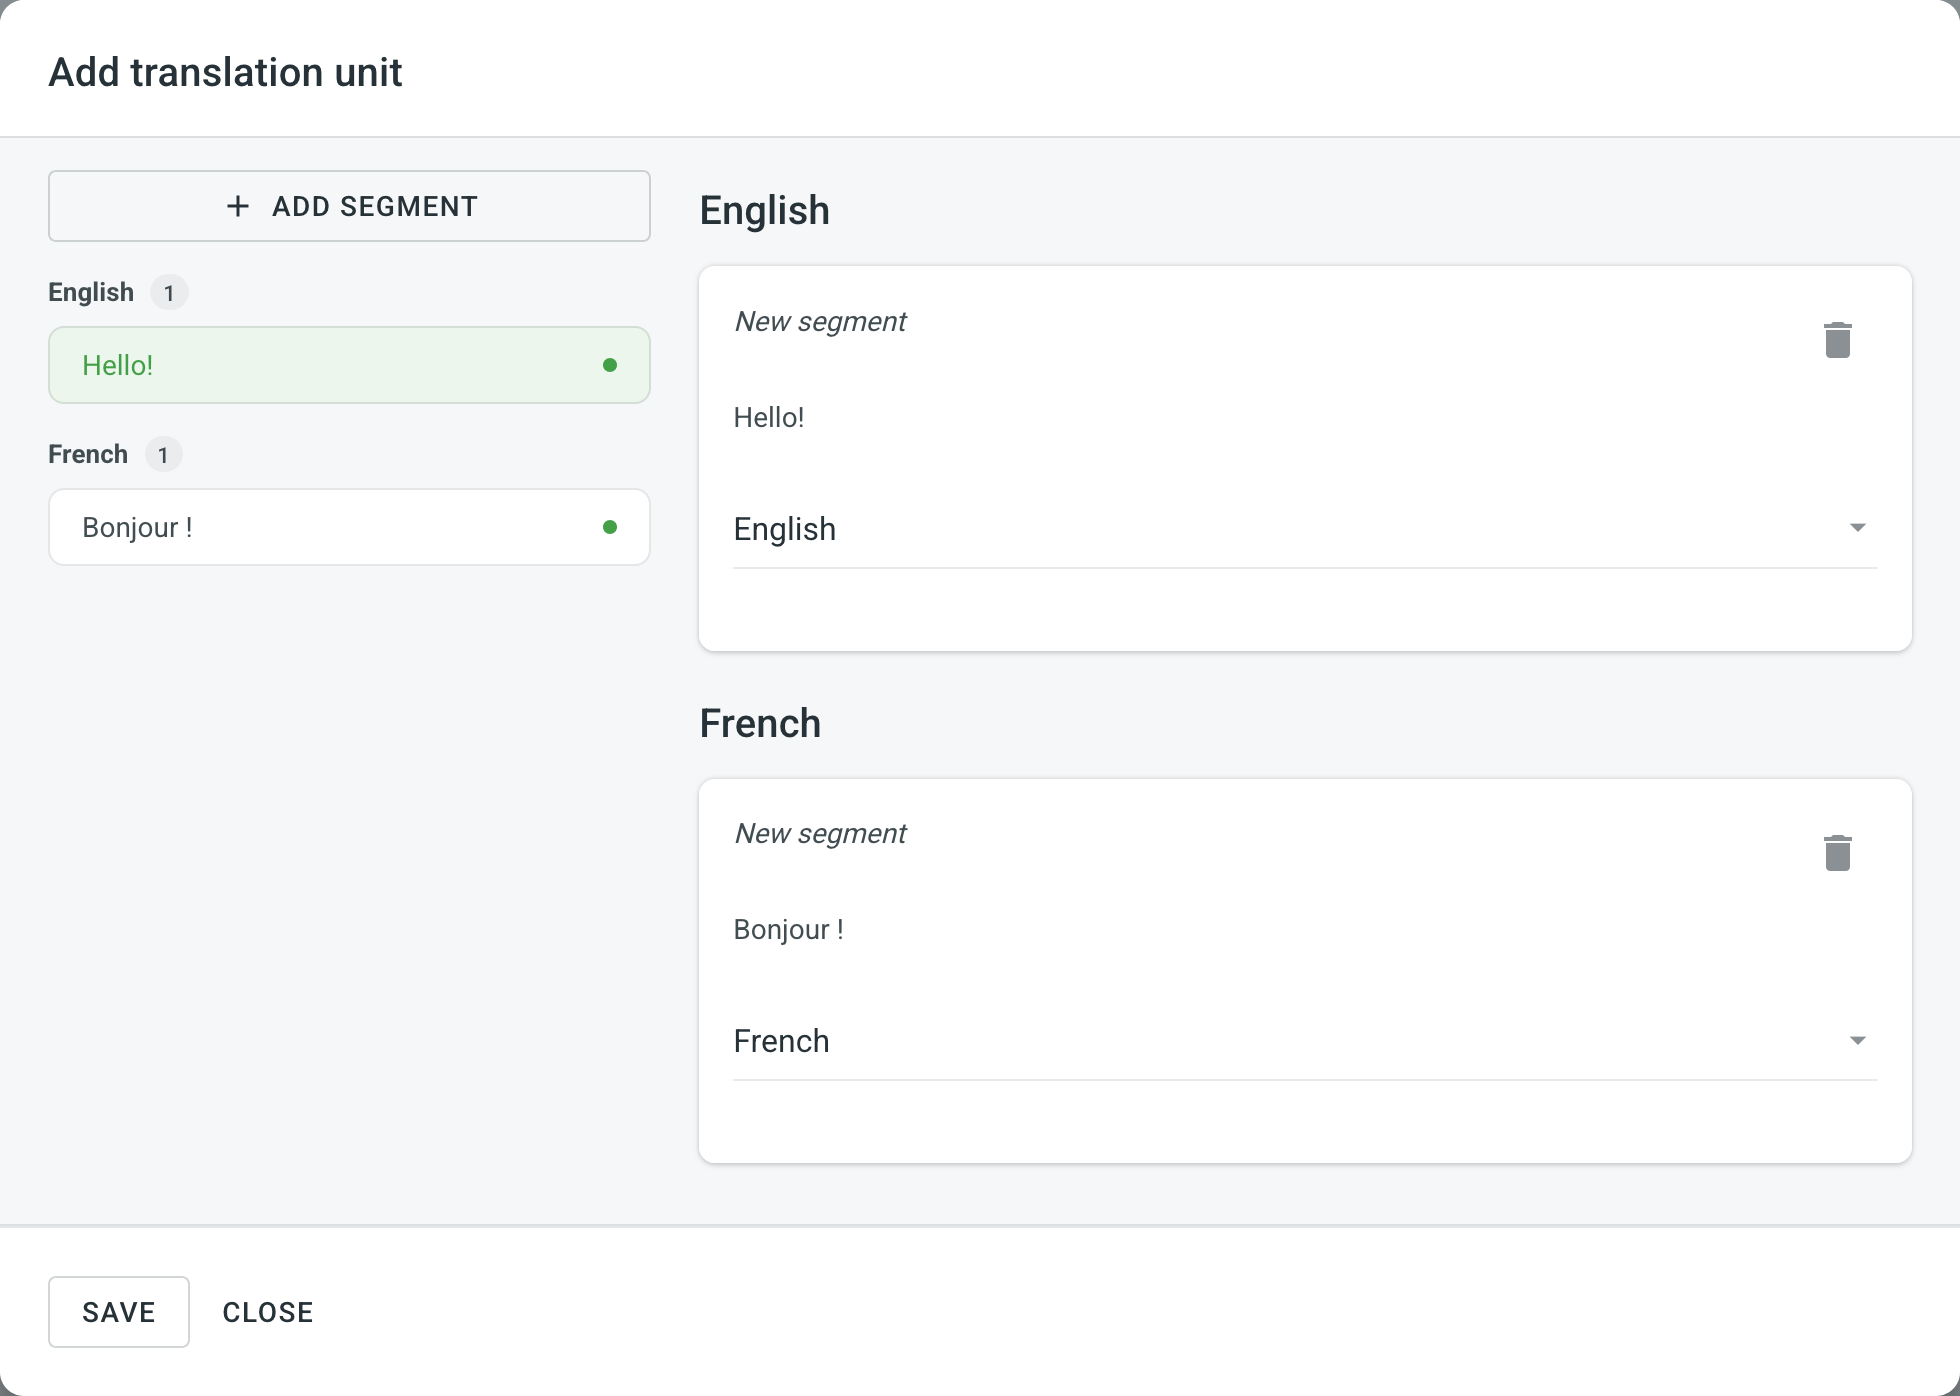 Add translation unit
+ ADD SEGMENT
English 1
Hello!
French 1
Bonjour !
English
New segment
Hello!
English
French
New segment
Bonjour !
French
SAVE CLOSE